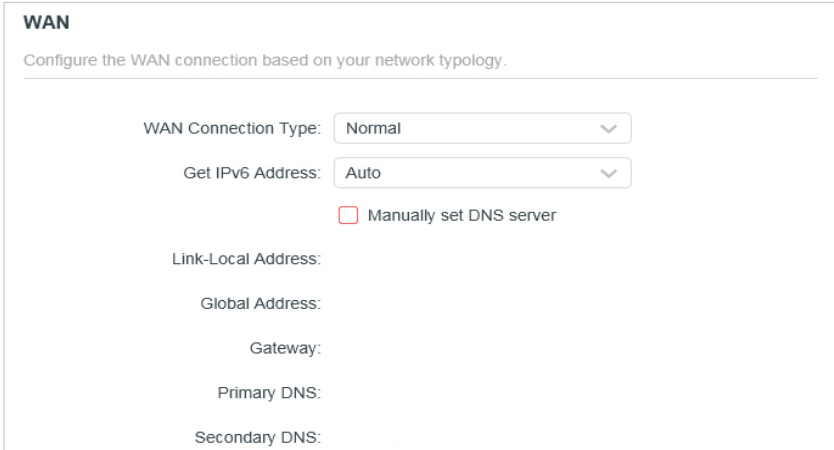 WAN
Configure the WAN connection based on your network typology.
WAN Connection Type: Normal
Get IPv6 Address: Auto
Manually set DNS server
Link-Local Address:
Global Address:
Gateway:
Primary DNS:
Secondary DNS: